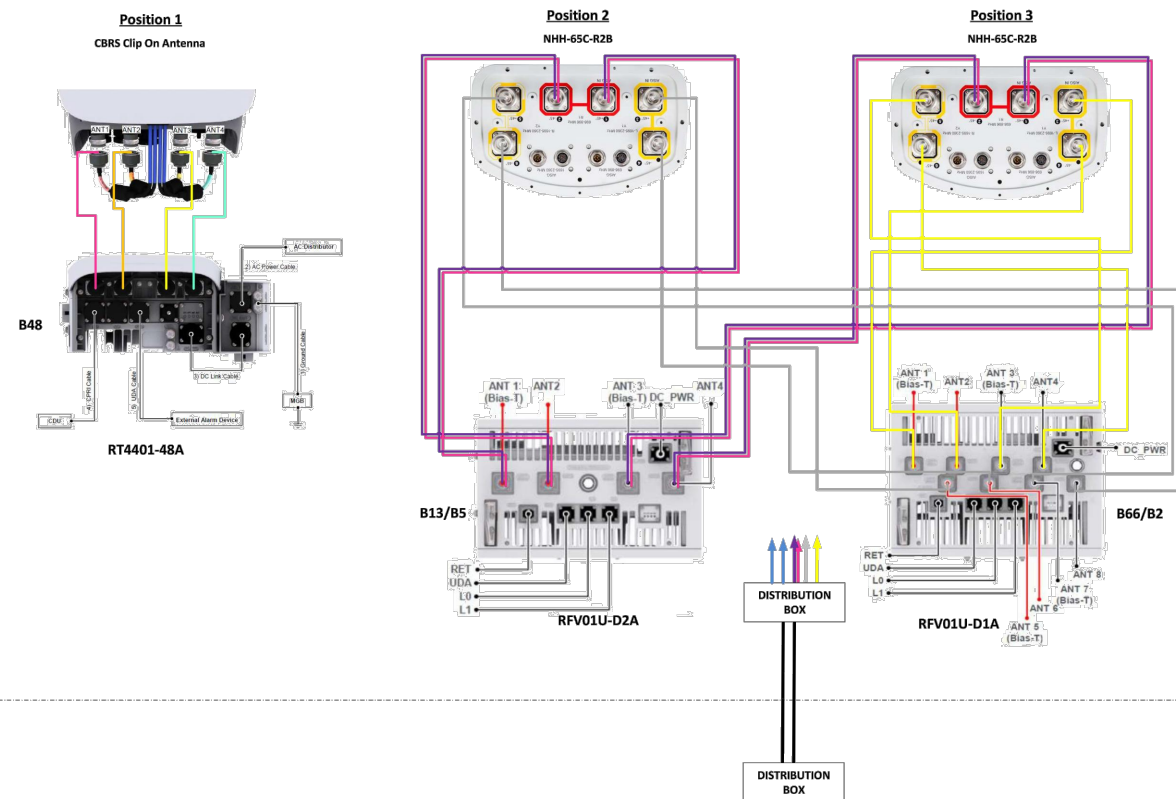 Position 1
CBRS Clip On Antenna
ANT1
ANT2
ANT3
ANT4
AC Distributor
2) AC Power Cable
B48
3) DC Link Cable
3) Ground Cable
4) CPRI Cable
5) UDA Cable
MGB
CDU
External Alarm Device
RT4401-48A
Position 2
NHH-65C-R2B
ANT 1
(Bias-T)
ANT2
ANT 3
(Bias-T)
DC_PWR
ANT4
B13/B5
RET
UDA
L0
L1
RFV01U-D2A
Position 3
NHH-65C-R2B
ANT 1
(Bias-T)
ANT2
ANT 3
(Bias-T)
ANT4
DC_PWR
B66/B2
RET
UDA
L0
L1
ANT 8
ANT 7
(Bias-T)
ANT 6
ANT 5
(Bias-T)
RFV01U-D1A
DISTRIBUTION
BOX
DISTRIBUTION
BOX